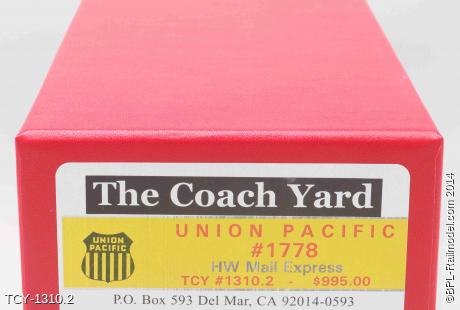 The Coach Yard
UNION PACIFIC
#1778
HW Mail Express
TCY #1310.2 - $995.00
UNION
PACIFIC
P.O. Box 593 Del Mar, CA 92014-0593
TCY-1310.2
©BPL-Railmodel.com 2014